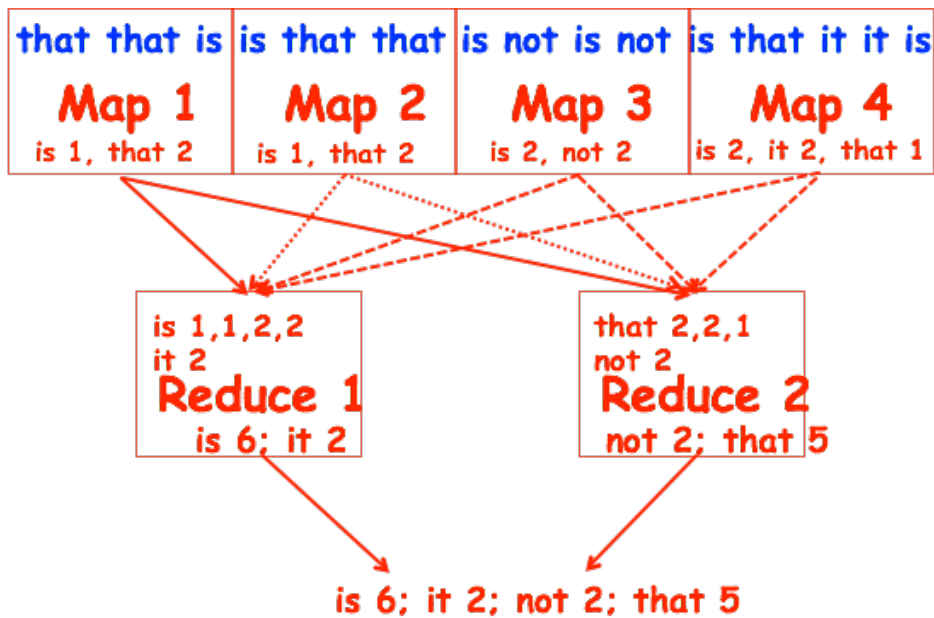 that that is
is that that
is not is not
is that it it is
Map 1
Map 2
Map 3
Map 4
is 1, that 2
is 1, that 2
is 2, not 2
is 2, it 2, that 1
is 1,1,2,2
it 2
Reduce 1
is 6; it 2
that 2,2,1
not 2
Reduce 2
not 2; that 5
is 6; it 2; not 2; that 5